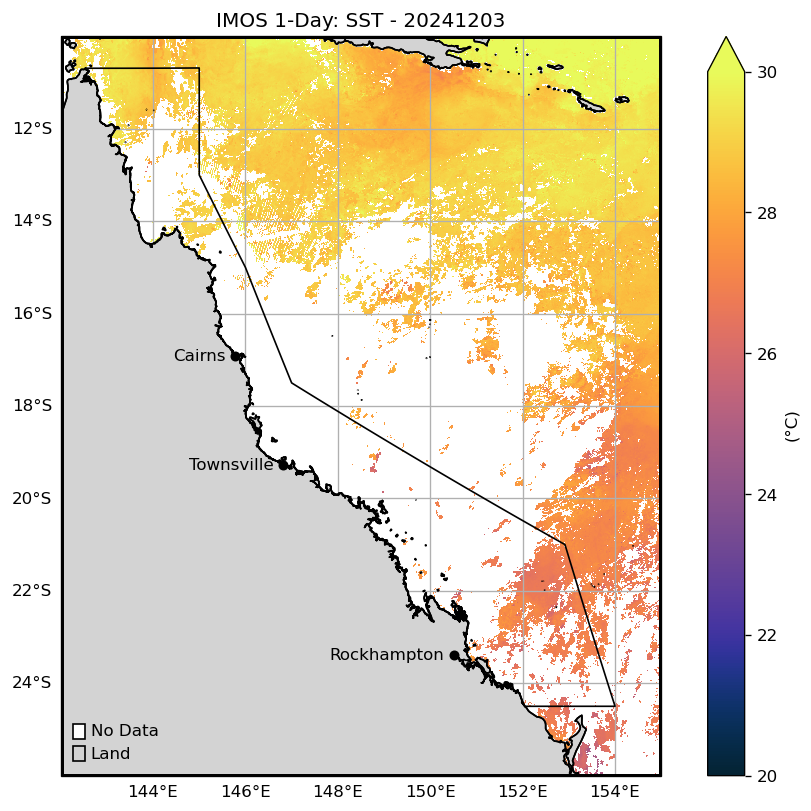 IMOS 1-Day: SST - 20241203
12°S
14°S
16°S
18°S
20°S
22°S
24°S
Cairns
Townsville
Rockhampton
No Data
Land
144°E 146°E 148°E 150°E 152°E 154°E
30
28
26
24
22
20
(°C)